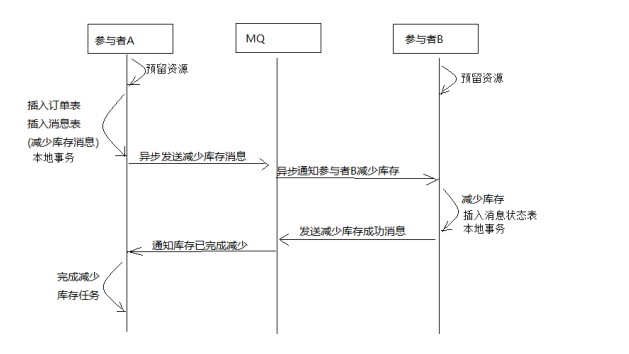 参与者A
MQ
参与者B
预留资源
预留资源
插入订单表
插入消息表
(减少库存消息)
本地事务
异步发送减少库存消息
异步通知参与者B减少库存
减少库存
插入消息状态表
本地事务
发送减少库存成功消息
通知库存已完成减少
完成减少
库存任务